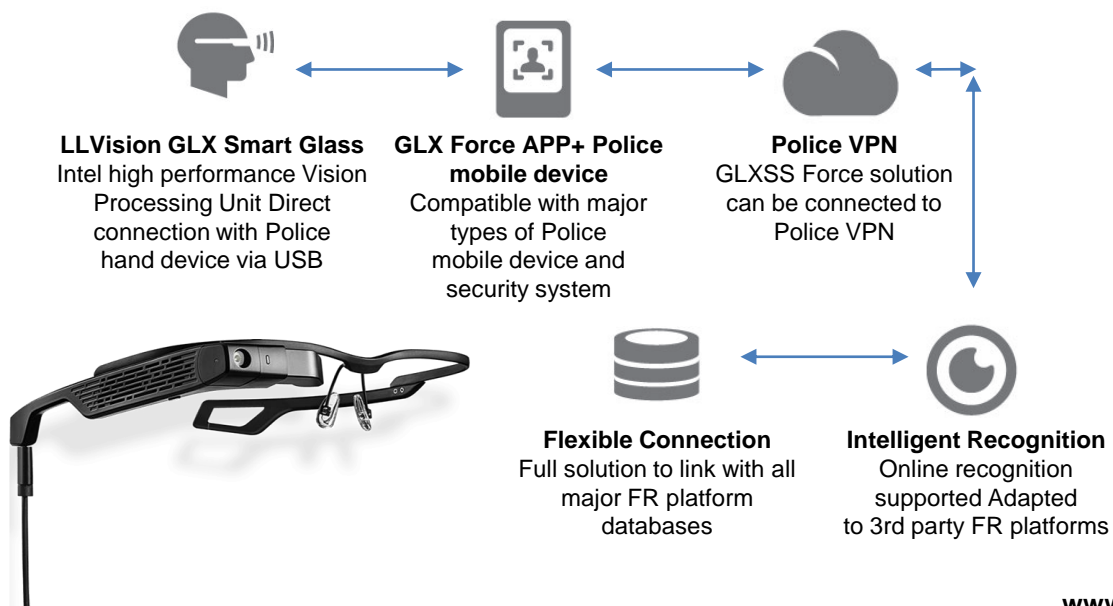 LLVision GLX Smart Glass
Intel high performance Vision
Processing Unit Direct
connection with Police
hand device via USB
GLX Force APP+ Police
mobile device
Compatible with major
types of Police
mobile device and
security system
Police VPN
GLXSS Force solution
can be connected to
Police VPN
Flexible Connection
Full solution to link with all
major FR platform
databases
Intelligent Recognition
Online recognition
supported Adapted
to 3rd party FR platforms
www